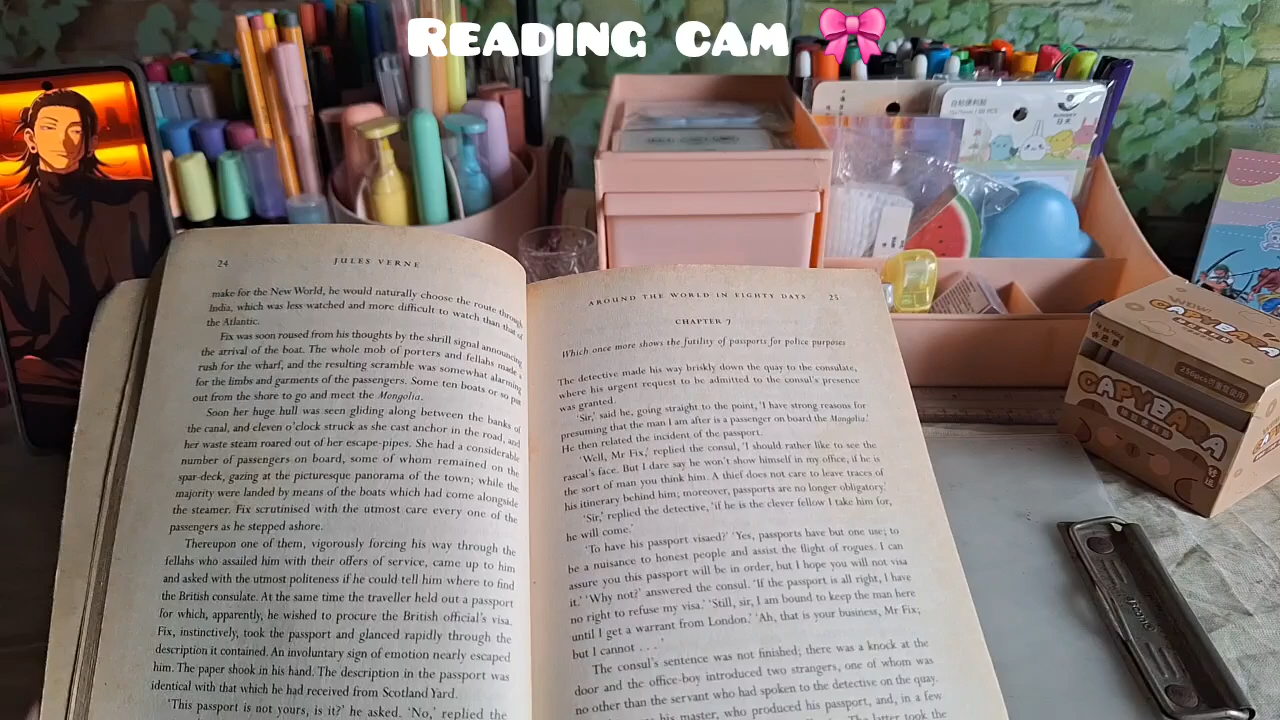 READING CAM 🎀
24 JULES VERNE
make for the New World, he would naturally choose the route through
India, which was less watched and more difficult to watch than that of
the Atlantic.
Fix was soon roused from his thoughts by the shrill signal announcing
the arrival of the boat. The whole mob of porters and fellahs made a
rush for the wharf, and the resulting scramble was somewhat alarming
for the limbs and garments of the passengers. Some ten boats or so put
out from the shore to go and meet the Mongolia.
Soon her huge hull was seen gliding along between the banks of
the canal, and eleven o'clock struck as she cast anchor in the road, and
her waste steam roared out of her escape-pipes. She had a considerable
number of passengers on board, some of whom remained on the
spar-deck, gazing at the picturesque panorama of the town; while the
majority were landed by means of the boats which had come alongside
the steamer. Fix scrutinised with the utmost care every one of the
passengers as he stepped ashore.
Thereupon one of them, vigorously forcing his way through the
fellahs who assailed him with their offers of service, came up to him
and asked with the utmost politeness if he could tell him where to find
the British consulate. At the same time the traveller held out a passport
for which, apparently, he wished to procure the British official's visa.
Fix, instinctively, took the passport and glanced rapidly through the
description it contained. An involuntary sign of emotion nearly escaped
him. The paper shook in his hand. The description in the passport was
identical with that which he had received from Scotland Yard.
'This passport is not yours, is it?' he asked. 'No,' replied the
AROUND THE WORLD IN EIGHTY DAYS 25
CHAPTER 7
Which once more shows the futility of passports for police purposes
The detective made his way briskly down the quay to the consulate,
where his urgent request to be admitted to the consul's presence
was granted.
'Sir,' said he, going straight to the point, 'I have strong reasons for
presuming that the man I am after is a passenger on board the Mongolia.'
He then related the incident of the passport.
'Well, Mr Fix,' replied the consul, 'I should rather like to see the
rascal's face. But I dare say he won't show himself in my office, if he is
the sort of man you think him. A thief does not care to leave traces of
his itinerary behind him; moreover, passports are no longer obligatory.'
'Sir,' replied the detective, 'if he is the clever fellow I take him for,
he will come.'
'To have his passport visaed?' 'Yes, passports have but one use; to
be a nuisance to honest people and assist the flight of rogues. I can
assure you this passport will be in order, but I hope you will not visa
it.' 'Why not?' answered the consul. 'If the passport is all right, I have
no right to refuse my visa.' 'Still, sir, I am bound to keep the man here
until I get a warrant from London.' 'Ah, that is your business, Mr Fix;
but I cannot . . .'
The consul's sentence was not finished; there was a knock at the
door and the office-boy introduced two strangers, one of whom was
no other than the servant who had spoken to the detective on the quay.
his master, who produced his passport, and, in a few
The latter took the
CAPYBARA
CAPYBARA